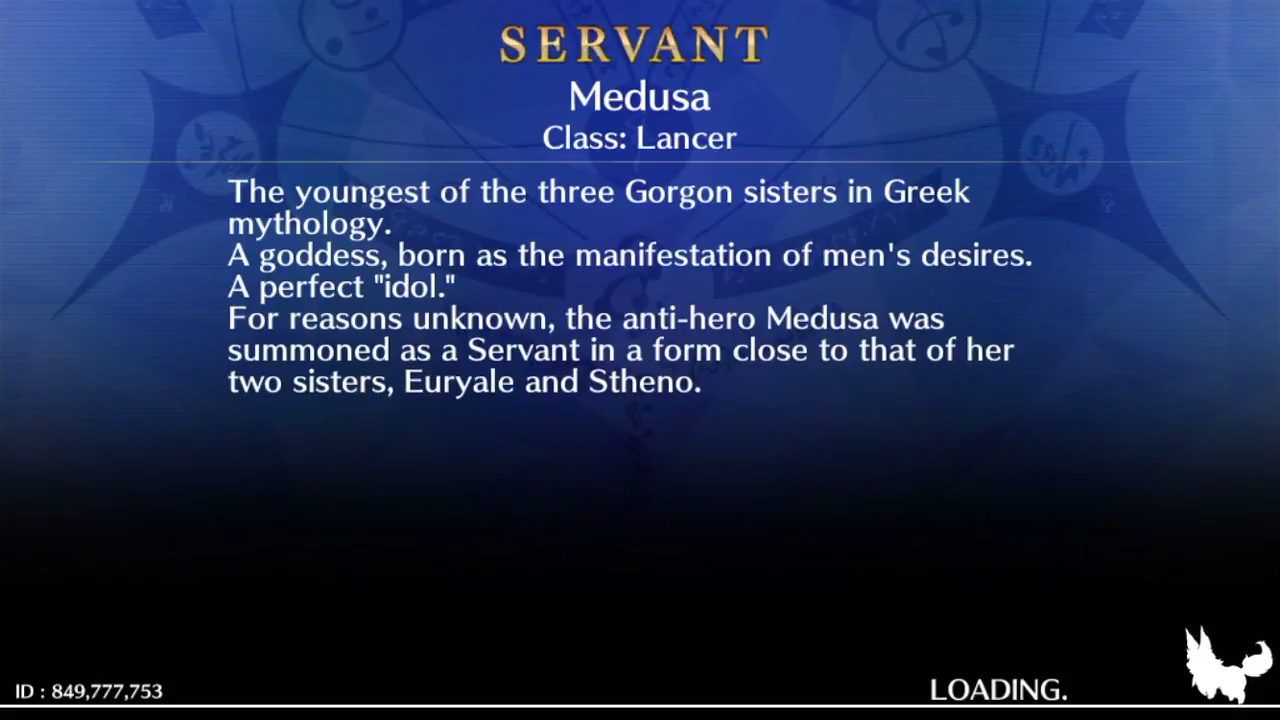 SERVANT
Medusa
Class: Lancer
The youngest of the three Gorgon sisters in Greek
mythology.
A goddess, born as the manifestation of men's desires.
A perfect "idol."
For reasons unknown, the anti-hero Medusa was
summoned as a Servant in a form close to that of her
two sisters, Euryale and Stheno.
ID : 849,777,753
LOADING.